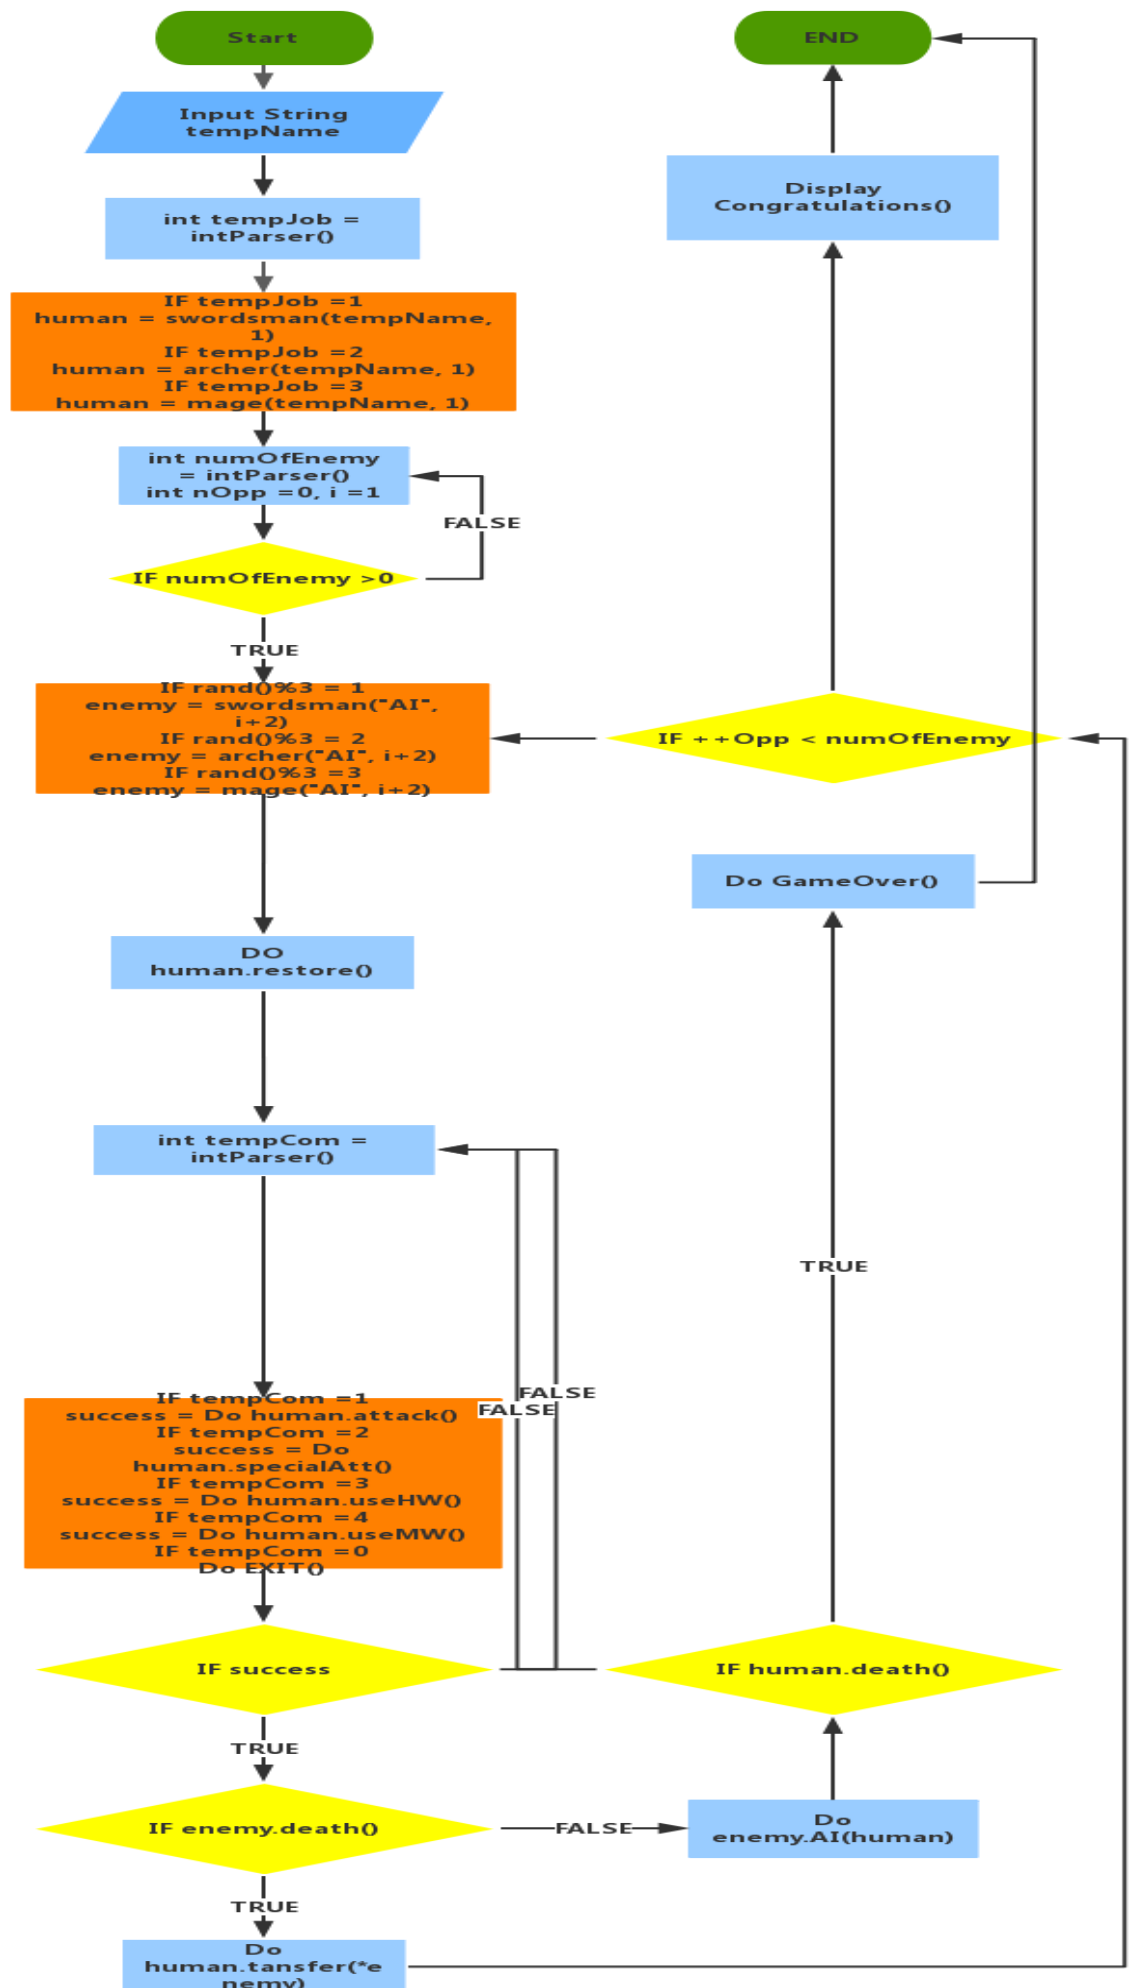 Start
Input String
tempName
int tempJob =
intParser()
IF tempJob =1
human = swordsman(tempName,
1)
IF tempJob =2
human = archer(tempName, 1)
IF tempJob =3
human = mage(tempName, 1)
int numOfEnemy
= intParser()
int nOpp =0, i =1
FALSE
IF numOfEnemy >0
TRUE
IF rand()%3 = 1
enemy = swordsman("AI",
i+2)
IF rand()%3 = 2
enemy = archer("AI", i+2)
IF rand()%3 =3
enemy = mage("AI", i+2)
DO
human.restore()
int tempCom =
intParser()
IF tempCom =1
success = Do human.attack()
IF tempCom =2
success = Do
human.specialAtt()
IF tempCom =3
success = Do human.useHW()
IF tempCom =4
success = Do human.useMW()
IF tempCom =0
Do EXIT()
FALSE
FALSE
IF success
TRUE
IF enemy.death()
FALSE
TRUE
Do
human.tansfer(*e
nemy)
Do
enemy.AI(human)
IF human.death()
TRUE
Do GameOver()
IF ++Opp < numOfEnemy
Display
Congratulations()
END